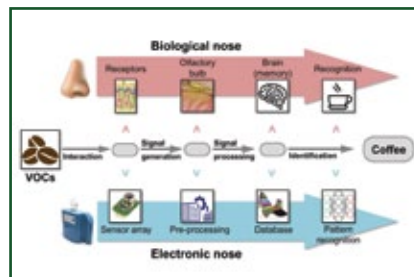 Biological nose
Receptors
Olfactory
bulb
Brain
(memory)
Recognition
VOCs
Interaction
Signal
generation
Signal
processing
Identification
Coffee
Sensor array
Pre-processing
Database
Pattern
recognition
Electronic nose